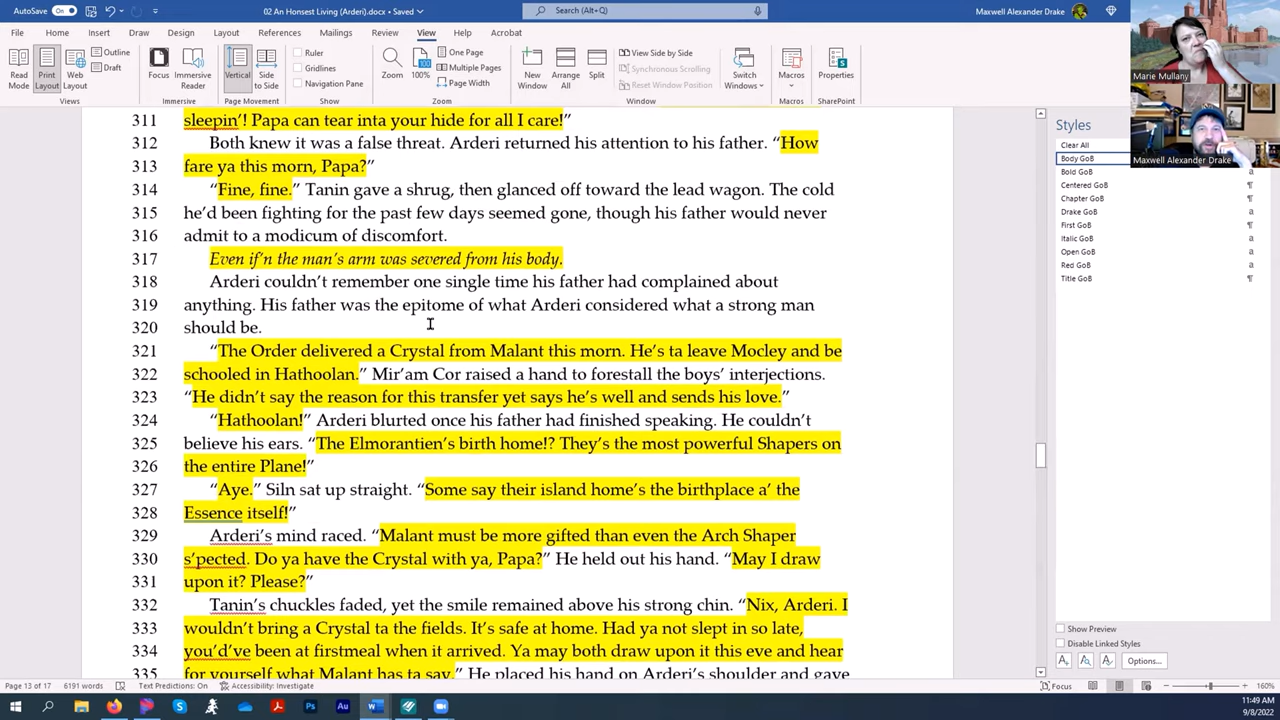 AutoSave On 02 An Honsest Living (Arderi).docx • Saved Search (Alt+Q) Maxwell Alexander Drake
File Home Insert Draw Design Layout References Mailings Review View Help Acrobat
Read Mode
Print Layout
Web Layout
Outline
Draft
Views
Focus
Immersive Reader
Immersive
Vertical
Side to Side
Page Movement
Ruler
Gridlines
Navigation Pane
Show
Zoom
100%
One Page
Multiple Pages
Page Width
Zoom
New Window
Arrange All
Split
View Side by Side
Synchronous Scrolling
Reset Window Position
Window
Switch Windows
Macros
Macros
Properties
SharePoint
Marie Mullany
Maxwell Alexander Drake
311 sleepin’! Papa can tear inta your hide for all I care!”
312 Both knew it was a false threat. Arderi returned his attention to his father. “How
313 fare ya this morn, Papa?”
314 “Fine, fine.” Tanin gave a shrug, then glanced off toward the lead wagon. The cold
315 he’d been fighting for the past few days seemed gone, though his father would never
316 admit to a modicum of discomfort.
317 Even if’n the man’s arm was severed from his body.
318 Arderi couldn’t remember one single time his father had complained about
319 anything. His father was the epitome of what Arderi considered what a strong man
320 should be.
321 “The Order delivered a Crystal from Malant this morn. He’s ta leave Mocley and be
322 schooled in Hathoolan.” Mir’am Cor raised a hand to forestall the boys’ interjections.
323 “He didn’t say the reason for this transfer yet says he’s well and sends his love.”
324 “Hathoolan!” Arderi blurted once his father had finished speaking. He couldn’t
325 believe his ears. “The Elmorantien’s birth home!? They’s the most powerful Shapers on
326 the entire Plane!”
327 “Aye.” Siln sat up straight. “Some say their island home’s the birthplace a’ the
328 Essence itself!”
329 Arderi’s mind raced. “Malant must be more gifted than even the Arch Shaper
330 s’pected. Do ya have the Crystal with ya, Papa?” He held out his hand. “May I draw
331 upon it? Please?”
332 Tanin’s chuckles faded, yet the smile remained above his strong chin. “Nix, Arderi. I
333 wouldn’t bring a Crystal ta the fields. It’s safe at home. Had ya not slept in so late,
334 you’d’ve been at firstmeal when it arrived. Ya may both draw upon it this eve and hear
335 for yourself what Malant has ta say.” He placed his hand on Arderi’s shoulder and gave
Styles
Clear All
Body GoB
Bold GoB a
Centered GoB ¶
Chapter GoB ¶
Drake GoB a
First GoB ¶
Italic GoB a
Open GoB a
Red GoB a
Title GoB ¶
Show Preview
Disable Linked Styles
Options...
Page 13 of 17 6191 words Text Predictions: On Accessibility: Investigate Focus 160%
11:49 AM
9/8/2022